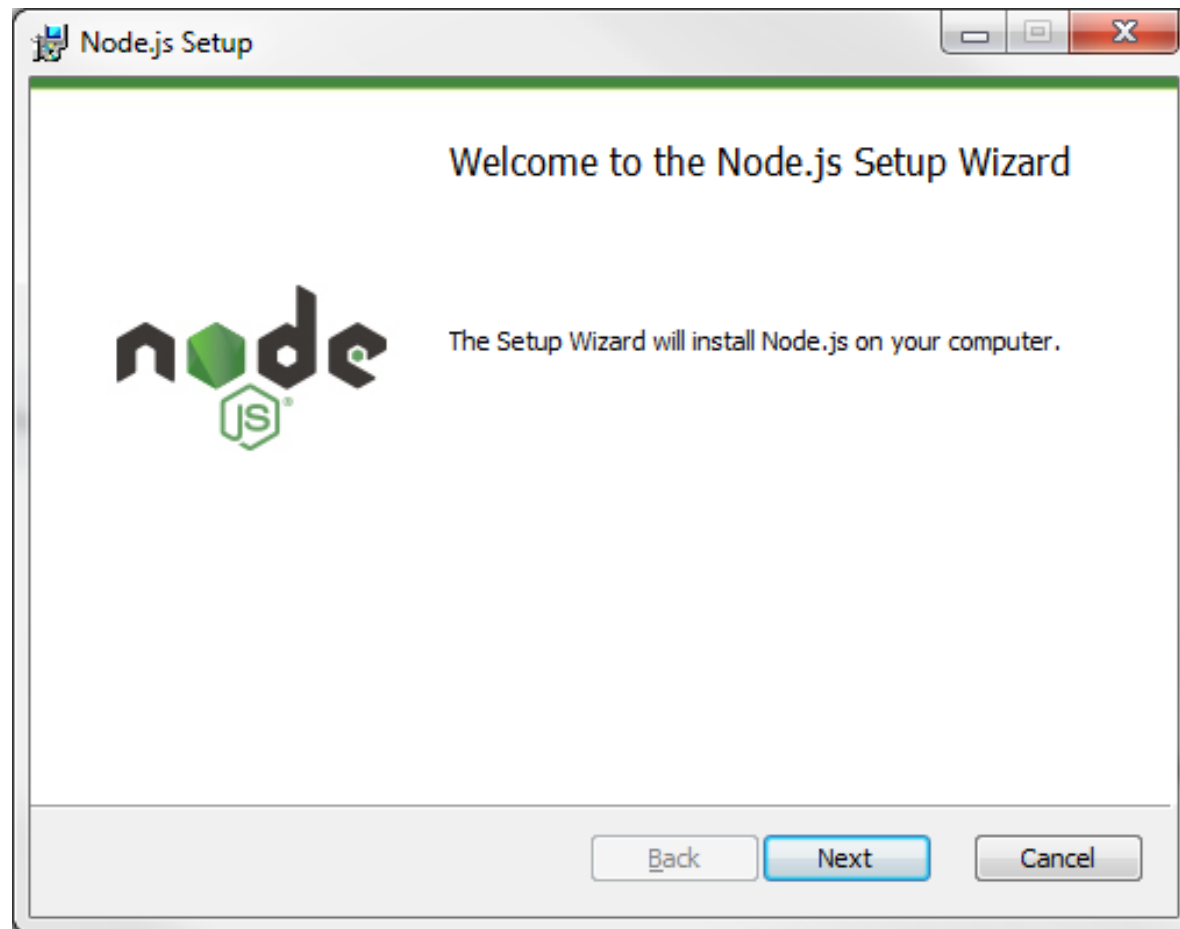 Node.js Setup
Welcome to the Node.js Setup Wizard
The Setup Wizard will install Node.js on your computer.
node
JS®
Back
Next
Cancel